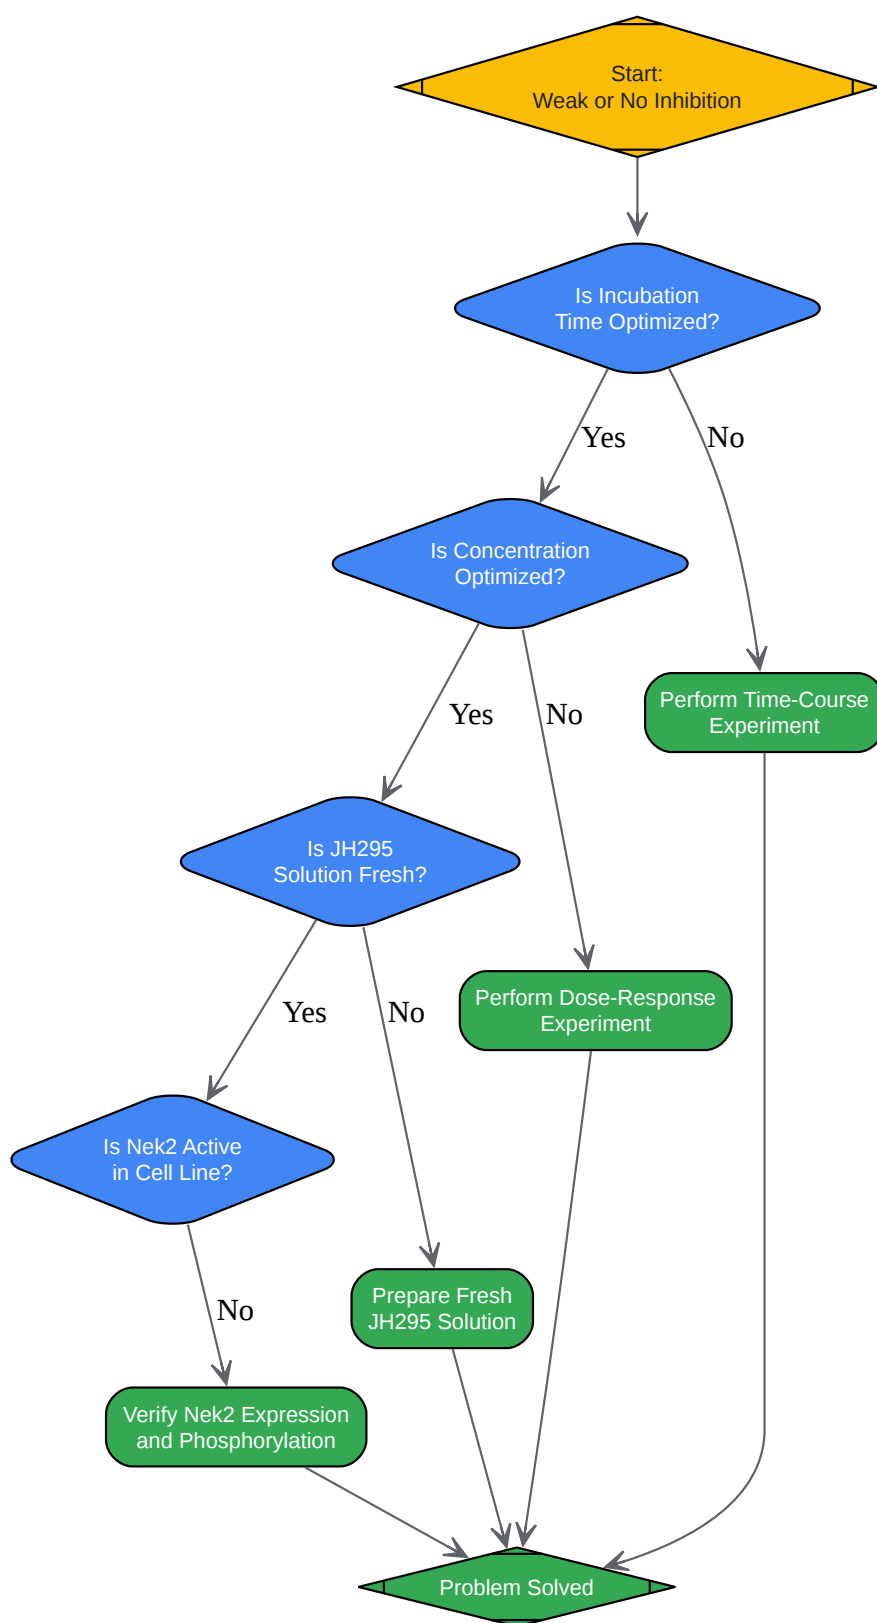 Start:
Weak or No Inhibition
Is Incubation
Time Optimized?
Yes
No
Is Concentration
Optimized?
Perform Time-Course
Experiment
Yes
No
Is JH295
Solution Fresh?
Perform Dose-Response
Experiment
Yes
No
Is Nek2 Active
in Cell Line?
Prepare Fresh
JH295 Solution
No
Verify Nek2 Expression
and Phosphorylation
Problem Solved